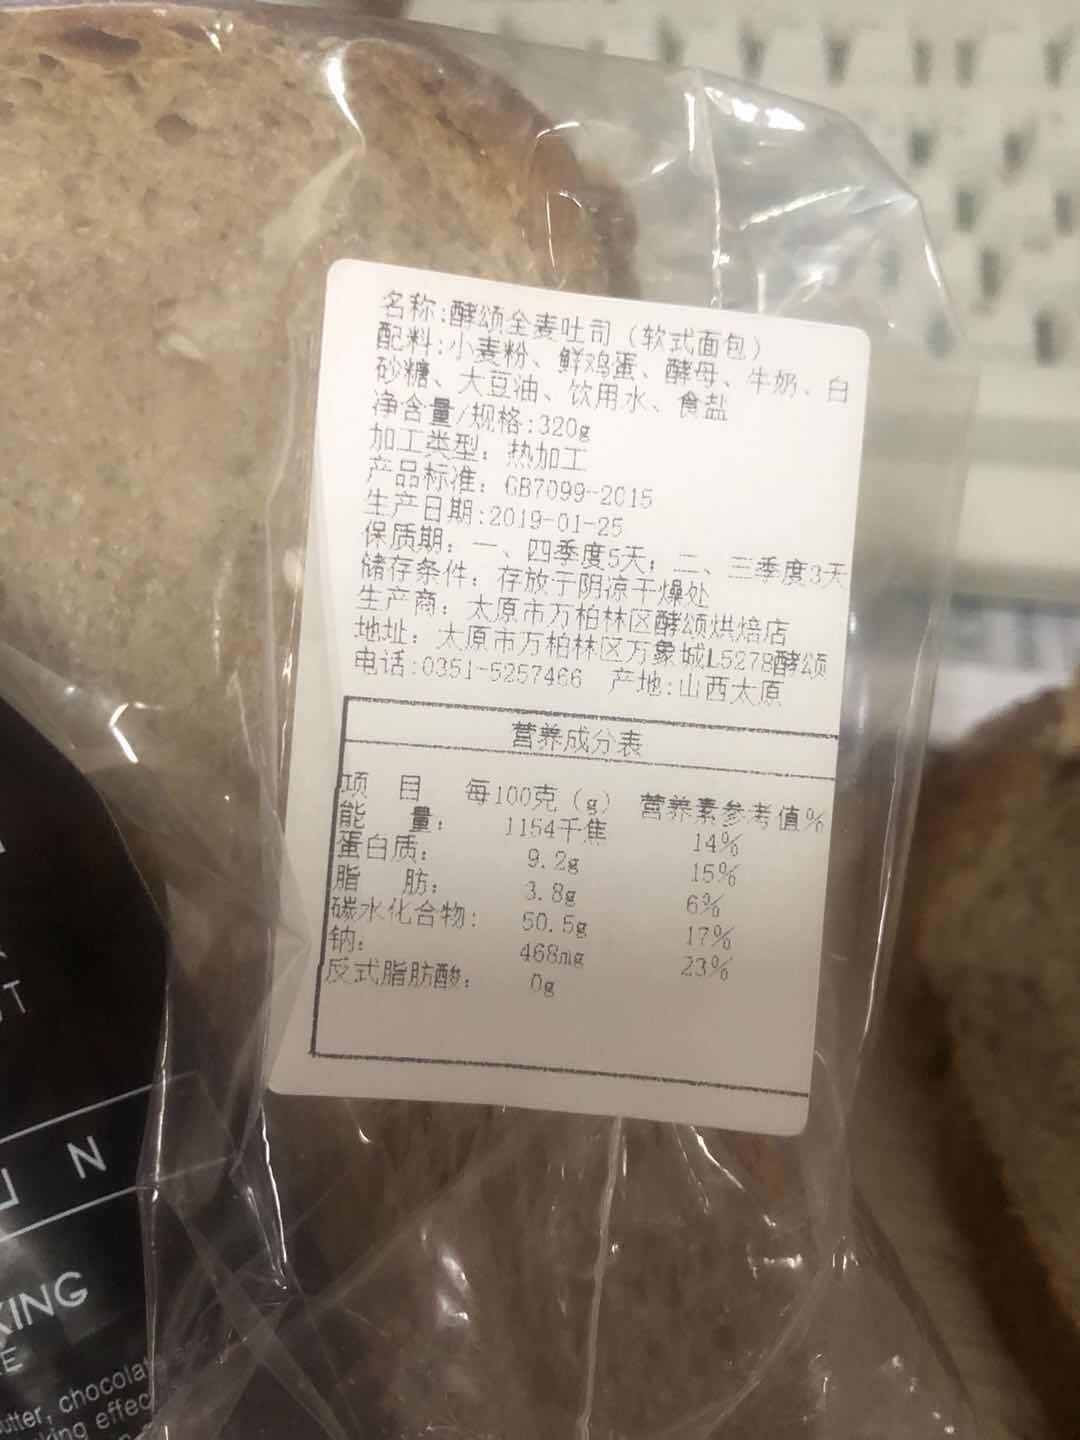 名称:酵颂全麦吐司（软式面包）
配料:小麦粉、鲜鸡蛋、酵母、牛奶、白
砂糖、大豆油、饮用水、食盐
净含量/规格:320g
加工类型：热加工
产品标准：GB7099-2015
生产日期:2019-01-25
保质期：一、四季度5天；二、三季度3天
储存条件：存放于阴凉干燥处
生产商：太原市万柏林区酵颂烘焙店
地址：太原市万柏林区万象城L527B酵颂
电话:0351-5257466 产地:山西太原
营养成分表
项 目 每100克（g） 营养素参考值%
能 量： 1154千焦 14%
蛋白质： 9.2g 15%
脂 肪： 3.8g 6%
碳水化合物： 50.5g 17%
钠： 468mg 23%
反式脂肪酸： 0g
N
KING
E
utter, chocolat
king effec